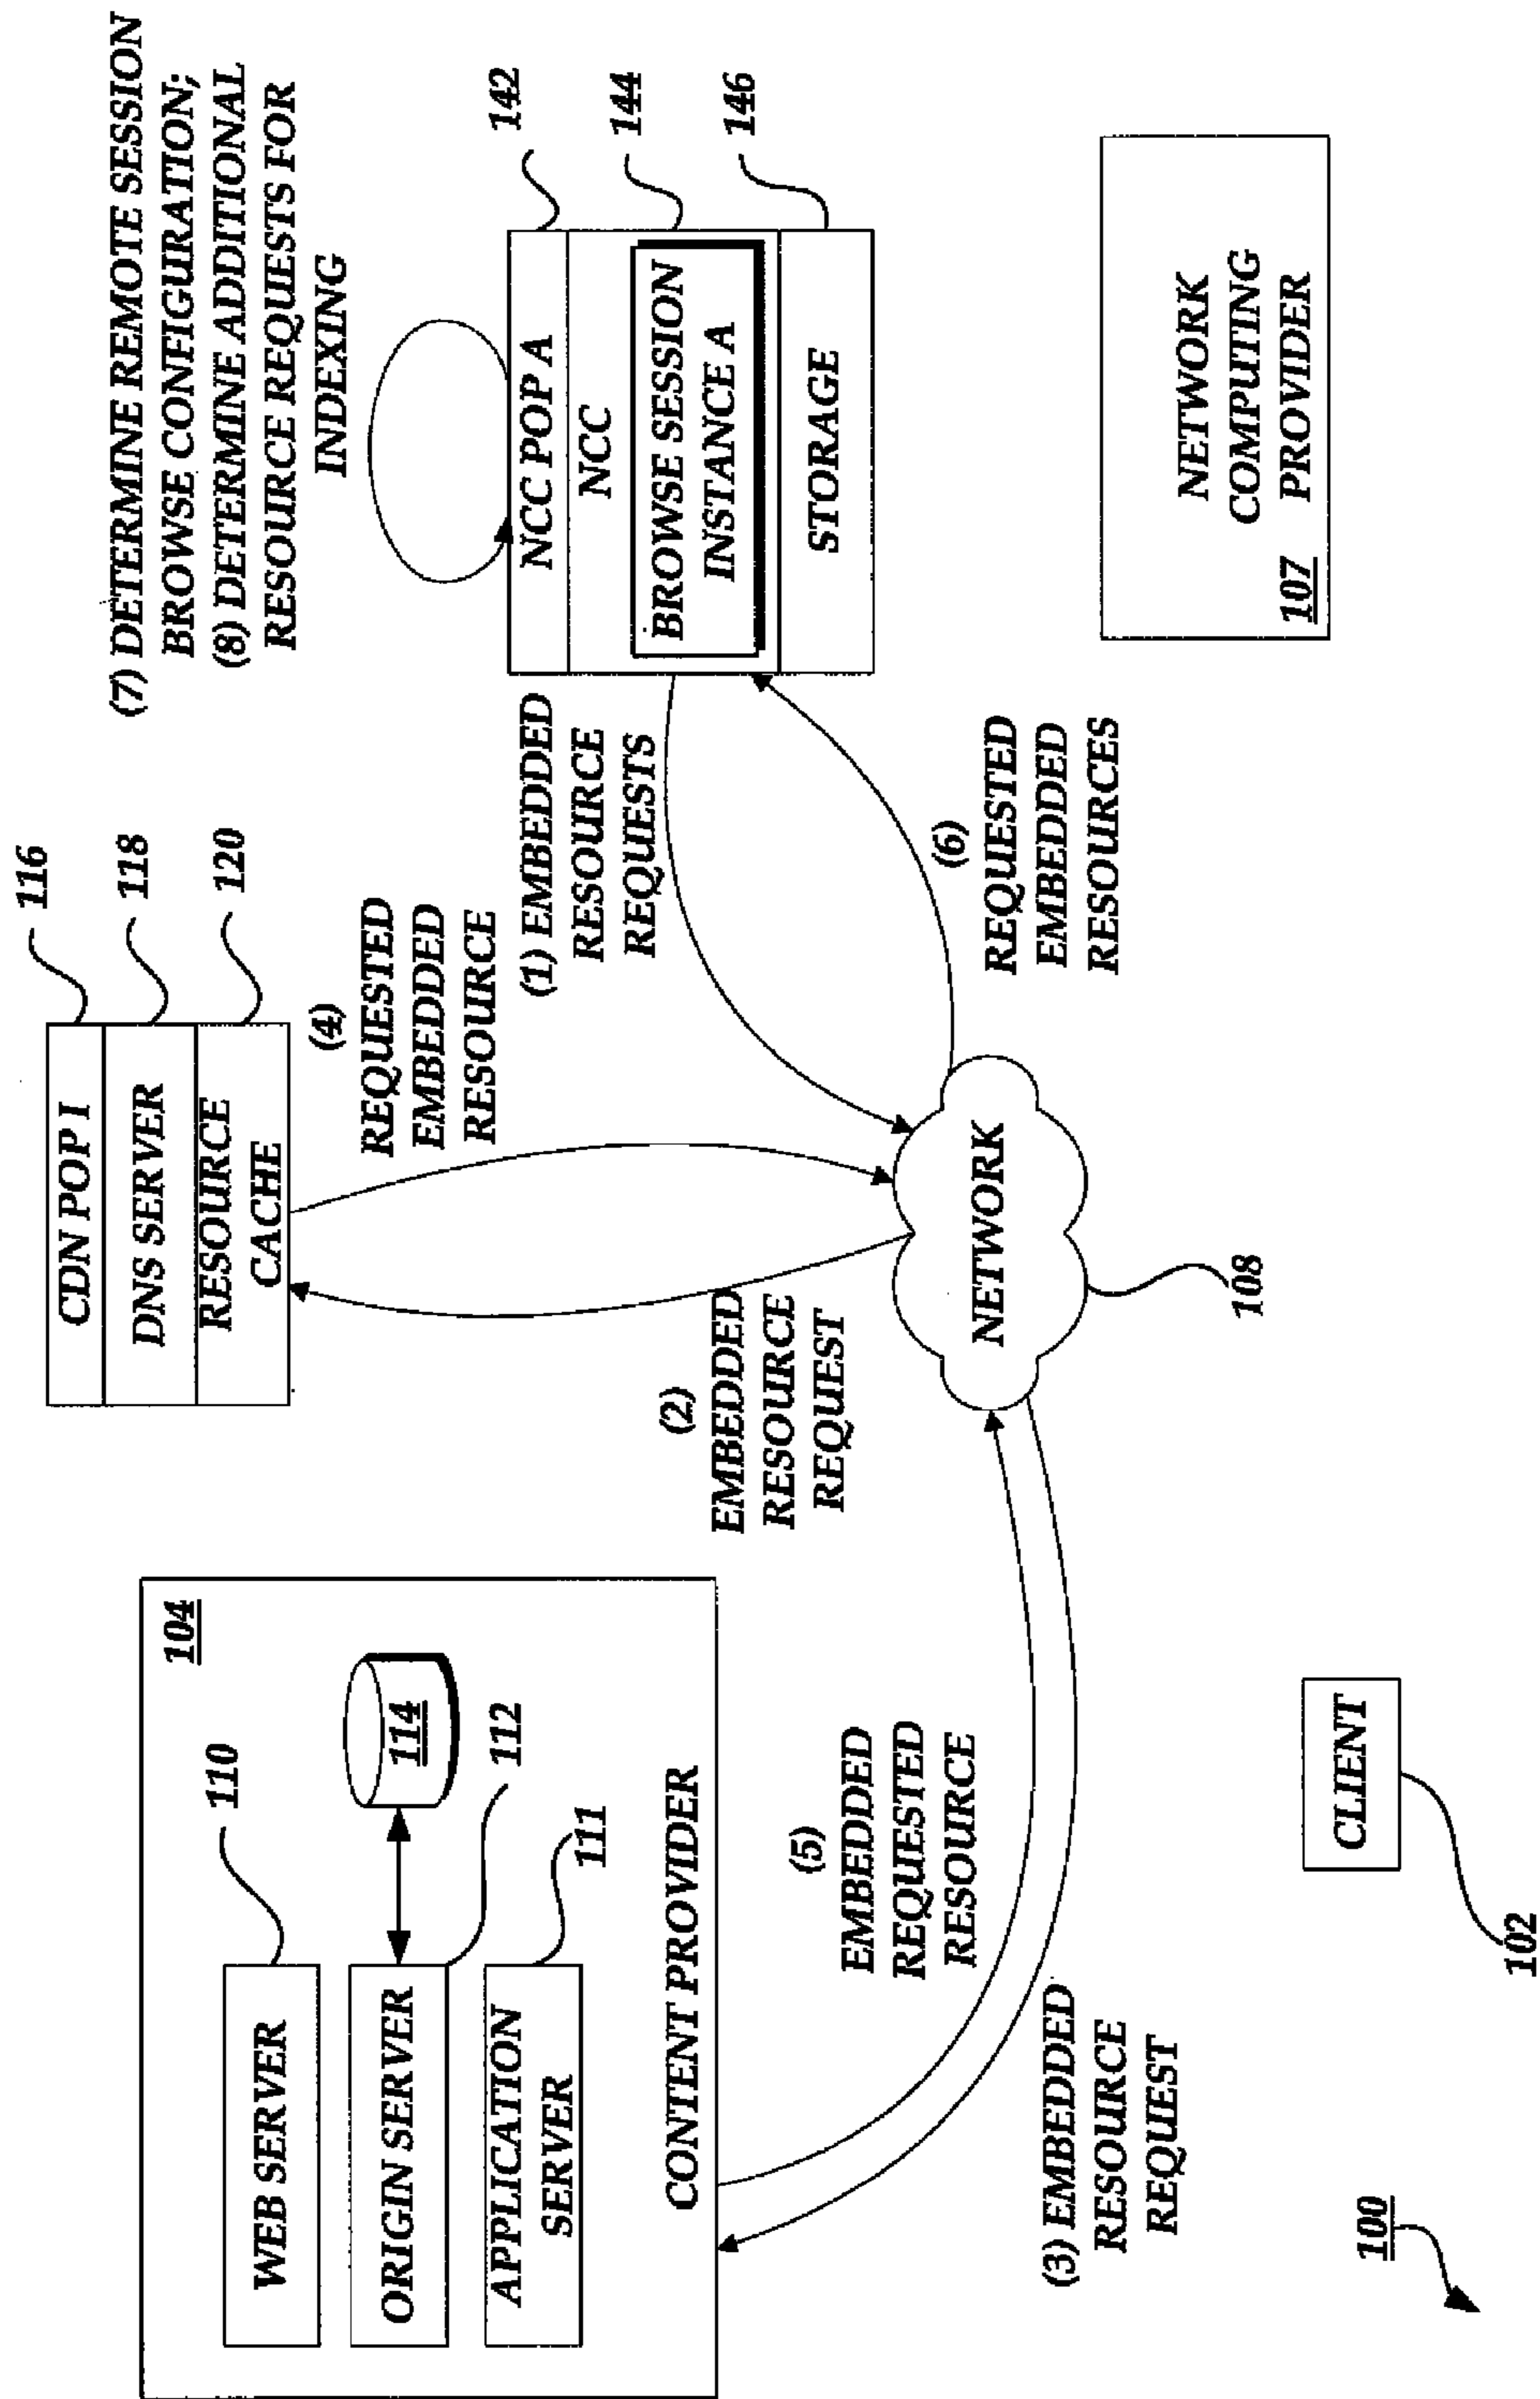 104
WEB SERVER
110
ORIGIN SERVER
114
112
APPLICATION
SERVER
111
CONTENT PROVIDER
CDN POP I
116
DNS SERVER
118
RESOURCE
CACHE
120
(7) DETERMINE REMOTE SESSION
BROWSE CONFIGURATION;
(8) DETERMINE ADDITIONAL
RESOURCE REQUESTS FOR
INDEXING
NCC POP A
142
NCC
144
BROWSE SESSION
INSTANCE A
STORAGE
146
(4)
REQUESTED
EMBEDDED
RESOURCE
(1) EMBEDDED
RESOURCE
REQUESTS
(2)
EMBEDDED
RESOURCE
REQUEST
(6)
REQUESTED
EMBEDDED
RESOURCES
(5)
EMBEDDED
REQUESTED
RESOURCE
(3) EMBEDDED
RESOURCE
REQUEST
NETWORK
108
CLIENT
102
NETWORK
COMPUTING
PROVIDER
107
100